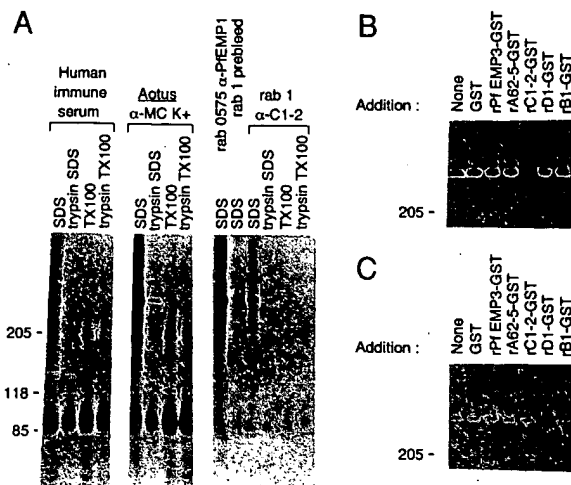 A
Human
immune
serum
Aotus
α-MC K+
rab 0575 α-PfEMP1
rab 1 prebleed
rab 1
α-C1-2
SDS
trypsin SDS
TX100
trypsin TX100
SDS
trypsin SDS
TX100
trypsin TX100
SDS
SDS
SDS
trypsin SDS
TX100
trypsin TX100
205 -
118 -
85 -
B
Addition :
None
GST
rPf EMP3-GST
rA62-5-GST
rC1-2-GST
rD1-GST
rB1-GST
205 -
C
Addition :
None
GST
rPf EMP3-GST
rA62-5-GST
rC1-2-GST
rD1-GST
rB1-GST
205 -